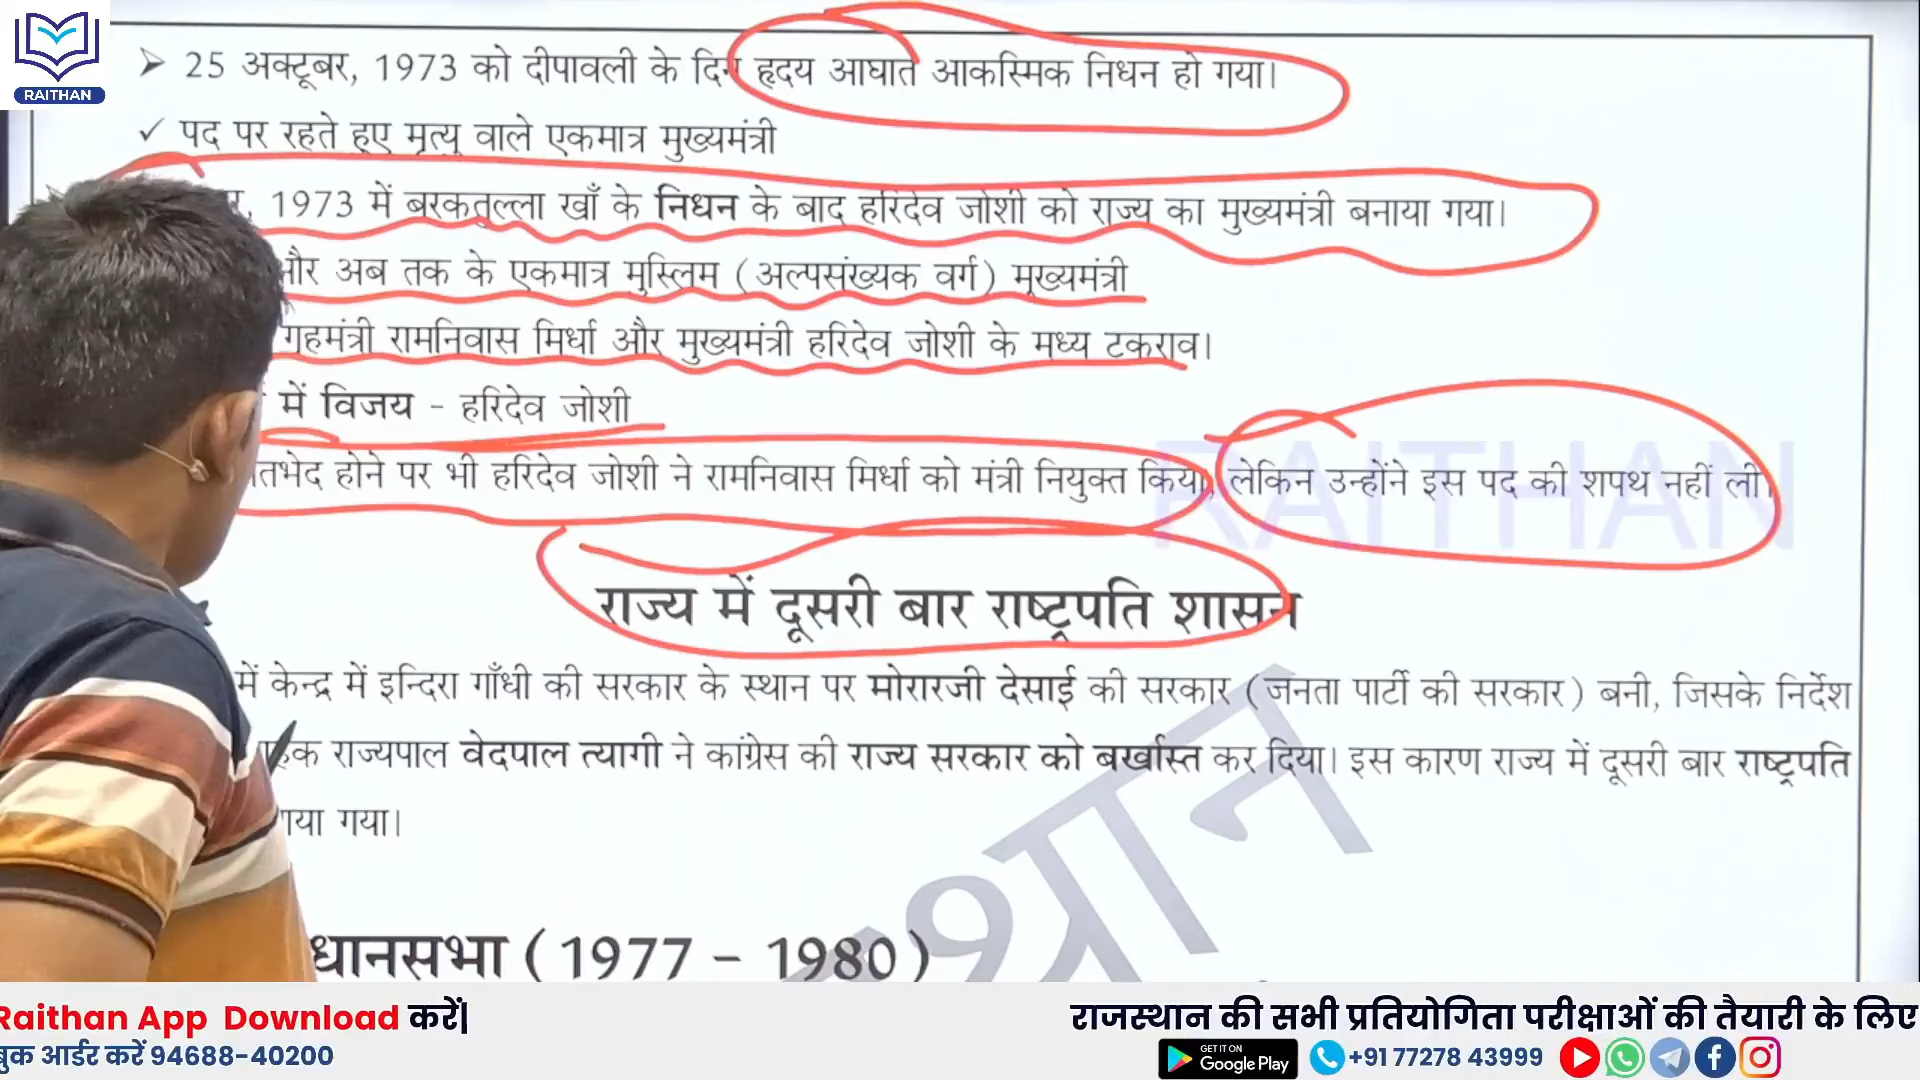 RAITHAN
➢ 25 अक्टूबर, 1973 को दीपावली के दिन हृदय आघात आकस्मिक निधन हो गया।
✓ पद पर रहते हुए मृत्यु वाले एकमात्र मुख्यमंत्री
1973 में बरकतुल्ला खाँ के निधन के बाद हरिदेव जोशी को राज्य का मुख्यमंत्री बनाया गया।
और अब तक के एकमात्र मुस्लिम (अल्पसंख्यक वर्ग) मुख्यमंत्री
गृहमंत्री रामनिवास मिर्धा और मुख्यमंत्री हरिदेव जोशी के मध्य टकराव।
में विजय - हरिदेव जोशी
होने पर भी हरिदेव जोशी ने रामनिवास मिर्धा को मंत्री नियुक्त किया, लेकिन उन्होंने इस पद की शपथ नहीं ली।
RAITHAN
राज्य में दूसरी बार राष्ट्रपति शासन
में केन्द्र में इन्दिरा गाँधी की सरकार के स्थान पर मोरारजी देसाई की सरकार (जनता पार्टी की सरकार) बनी, जिसके निर्देश
राज्यपाल वेदपाल त्यागी ने कांग्रेस की राज्य सरकार को बर्खास्त कर दिया। इस कारण राज्य में दूसरी बार राष्ट्रपति
गया।
(1977 - 1980)
Raithan App Download करें|
बुक आर्डर करें 94688-40200
राजस्थान की सभी प्रतियोगिता परीक्षाओं की तैयारी के लिए
GET IT ON
Google Play
+91 77278 43999